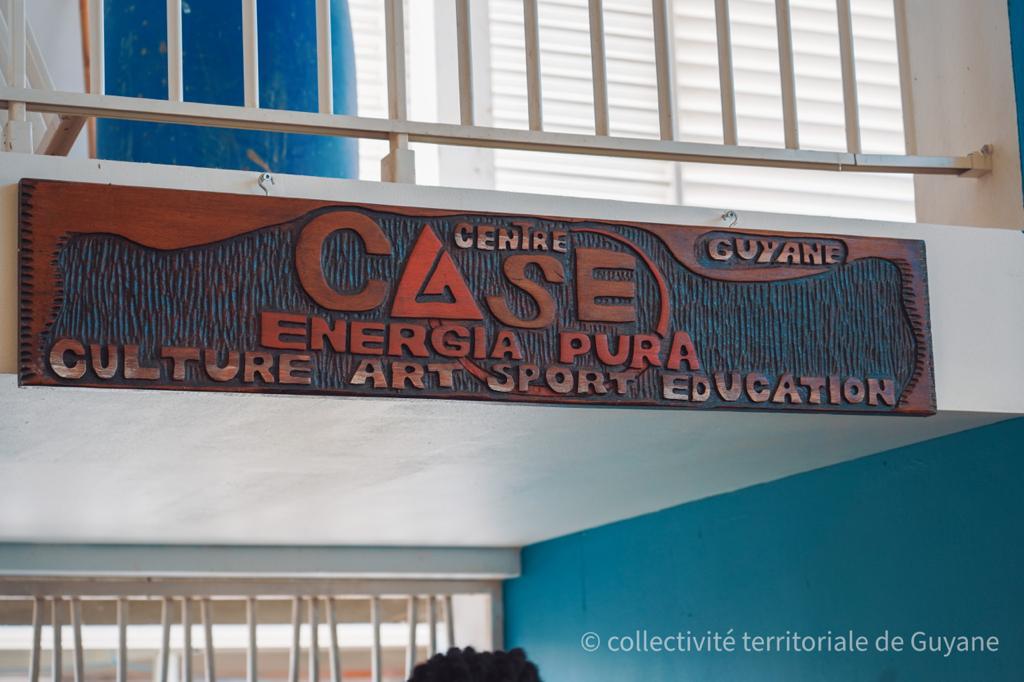 CENTRE
CASE
GUYANE
ENERGIA PURA
CULTURE ART SPORT EDUCATION
© collectivité territoriale de Guyane